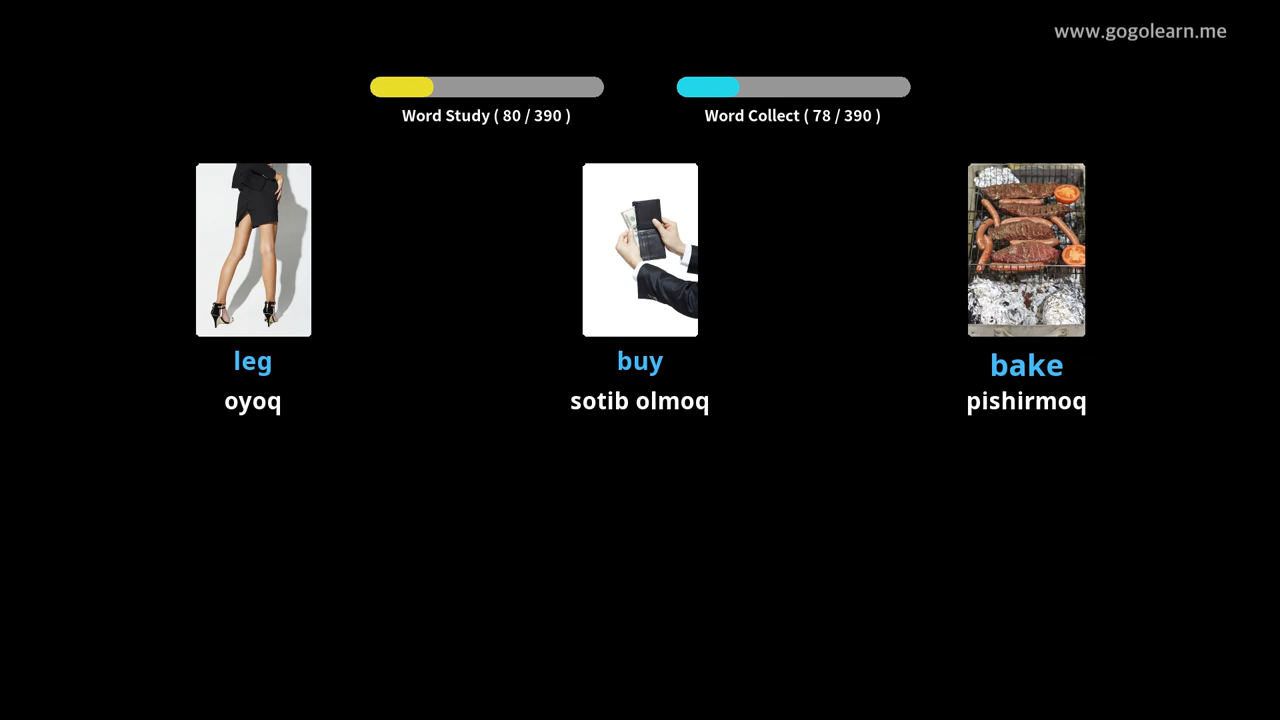 www.gogolearn.me
Word Study ( 80 / 390 )
Word Collect ( 78 / 390 )
leg
buy
bake
oyoq
sotib olmoq
pishirmoq